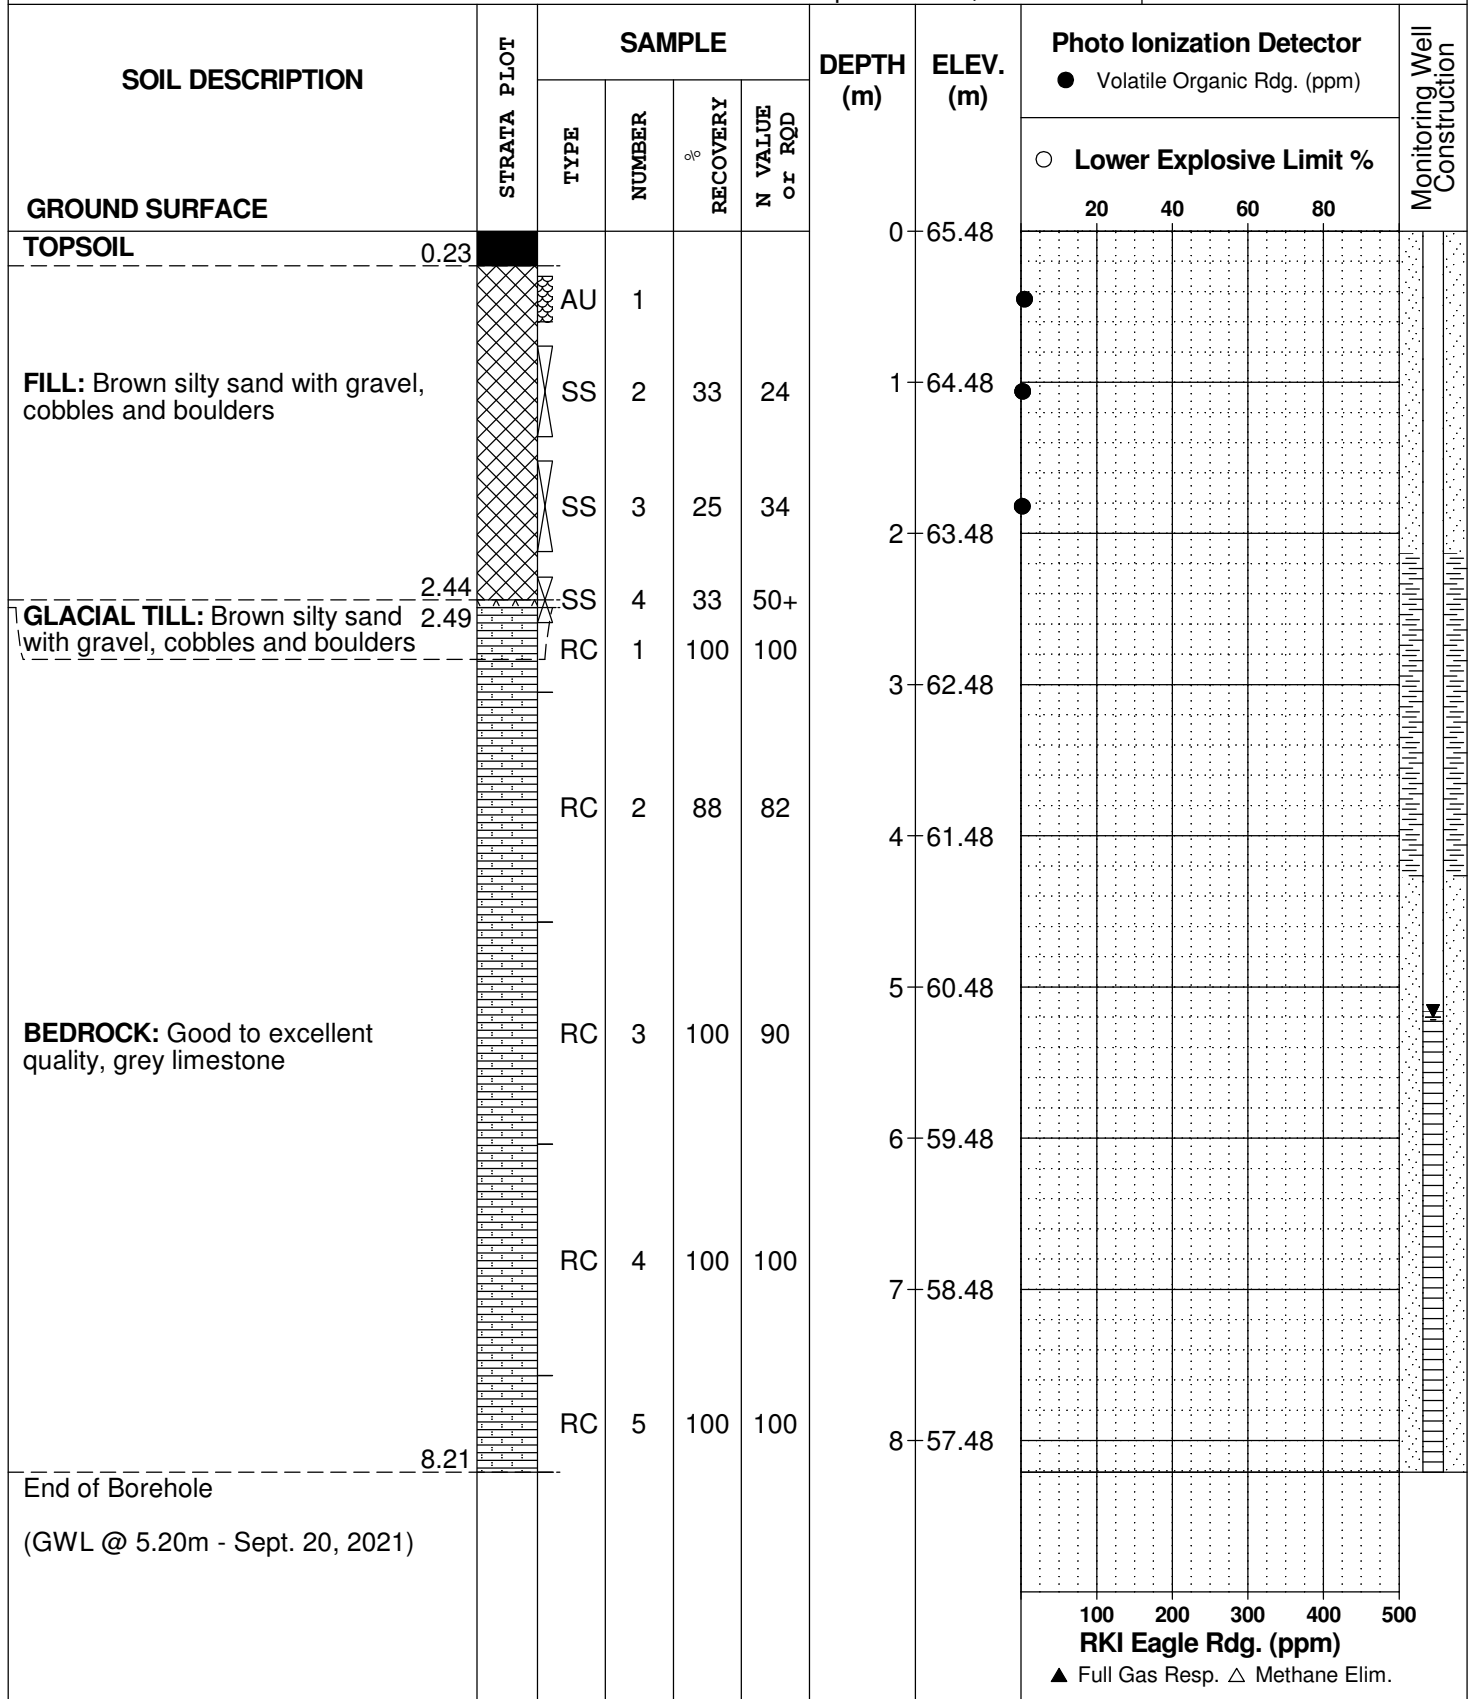 SOIL DESCRIPTION
GROUND SURFACE
STRATA PLOT
SAMPLE
TYPE
NUMBER
%
RECOVERY
N VALUE
or RQD
DEPTH
(m)
ELEV.
(m)
Photo Ionization Detector
● Volatile Organic Rdg. (ppm)
○ Lower Explosive Limit %
20 40 60 80
Monitoring Well
Construction
0 65.48
TOPSOIL 0.23
AU 1
FILL: Brown silty sand with gravel,
cobbles and boulders
SS 2 33 24
1 64.48
SS 3 25 34
2 63.48
2.44
SS 4 33 50+
GLACIAL TILL: Brown silty sand 2.49
with gravel, cobbles and boulders
RC 1 100 100
3 62.48
RC 2 88 82
4 61.48
5 60.48
BEDROCK: Good to excellent
quality, grey limestone
RC 3 100 90
6 59.48
RC 4 100 100
7 58.48
RC 5 100 100
8 57.48
8.21
End of Borehole
(GWL @ 5.20m - Sept. 20, 2021)
100 200 300 400 500
RKI Eagle Rdg. (ppm)
▲ Full Gas Resp. △ Methane Elim.